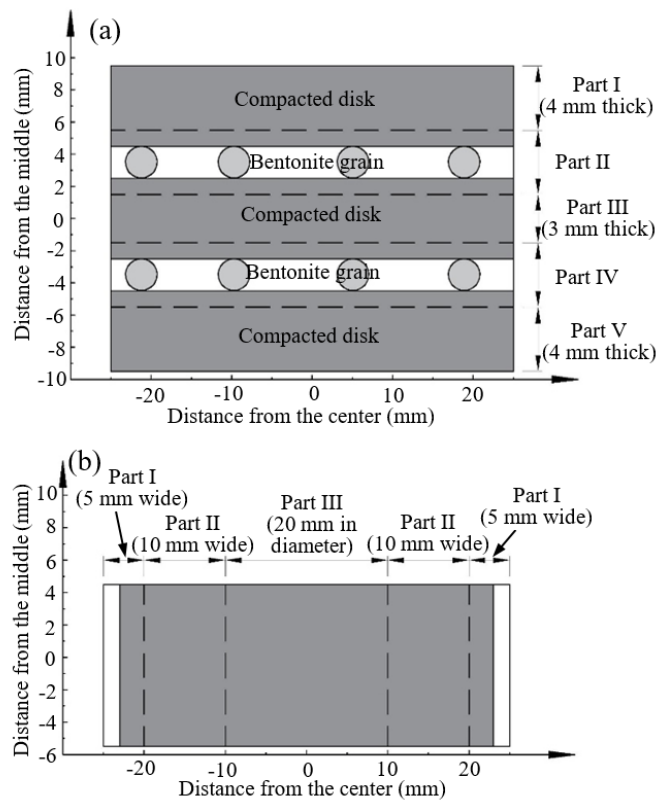 (a)
Distance from the middle (mm)
10
8
6
4
2
0
-2
-4
-6
-8
-10
Compacted disk
Bentonite grain
Compacted disk
Bentonite grain
Compacted disk
Part I
(4 mm thick)
Part II
Part III
(3 mm thick)
Part IV
Part V
(4 mm thick)
-20 -10 0 10 20
Distance from the center (mm)
(b)
Distance from the middle (mm)
10
8
6
4
2
0
-2
-4
-6
Part I
(5 mm wide)
Part II
(10 mm wide)
Part III
(20 mm in
diameter)
Part II
(10 mm wide)
Part I
(5 mm wide)
-20 -10 0 10 20
Distance from the center (mm)